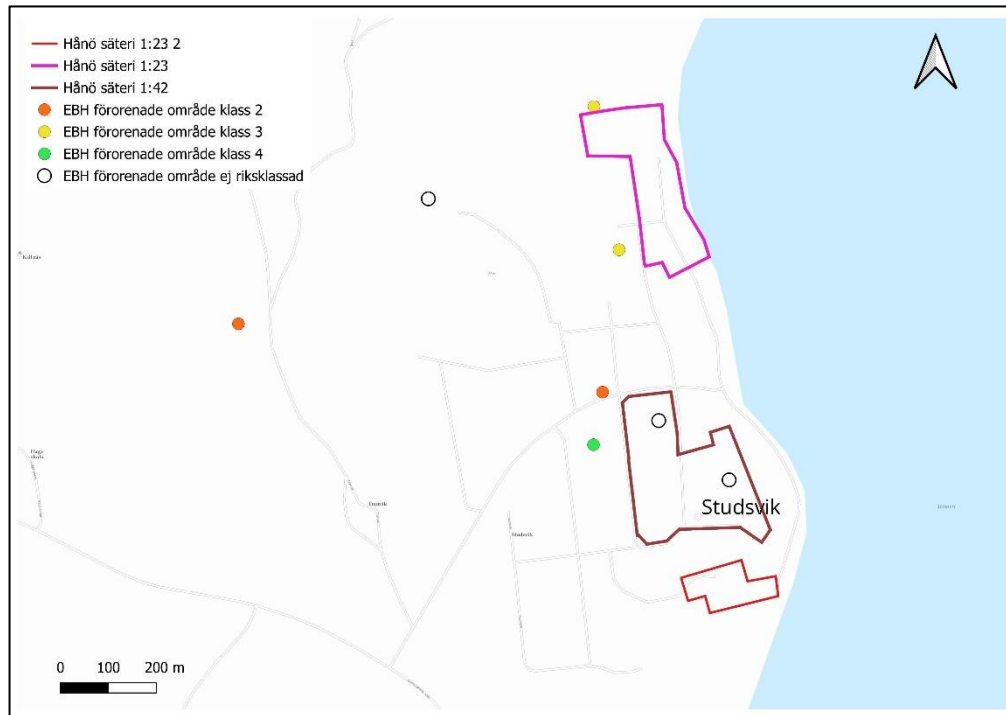 Hånö säteri 1:23 2
Hånö säteri 1:23
Hånö säteri 1:42
EBH förorenade område klass 2
EBH förorenade område klass 3
EBH förorenade område klass 4
EBH förorenade område ej riksklassad
Studsvik
Studsvik
0 100 200 m